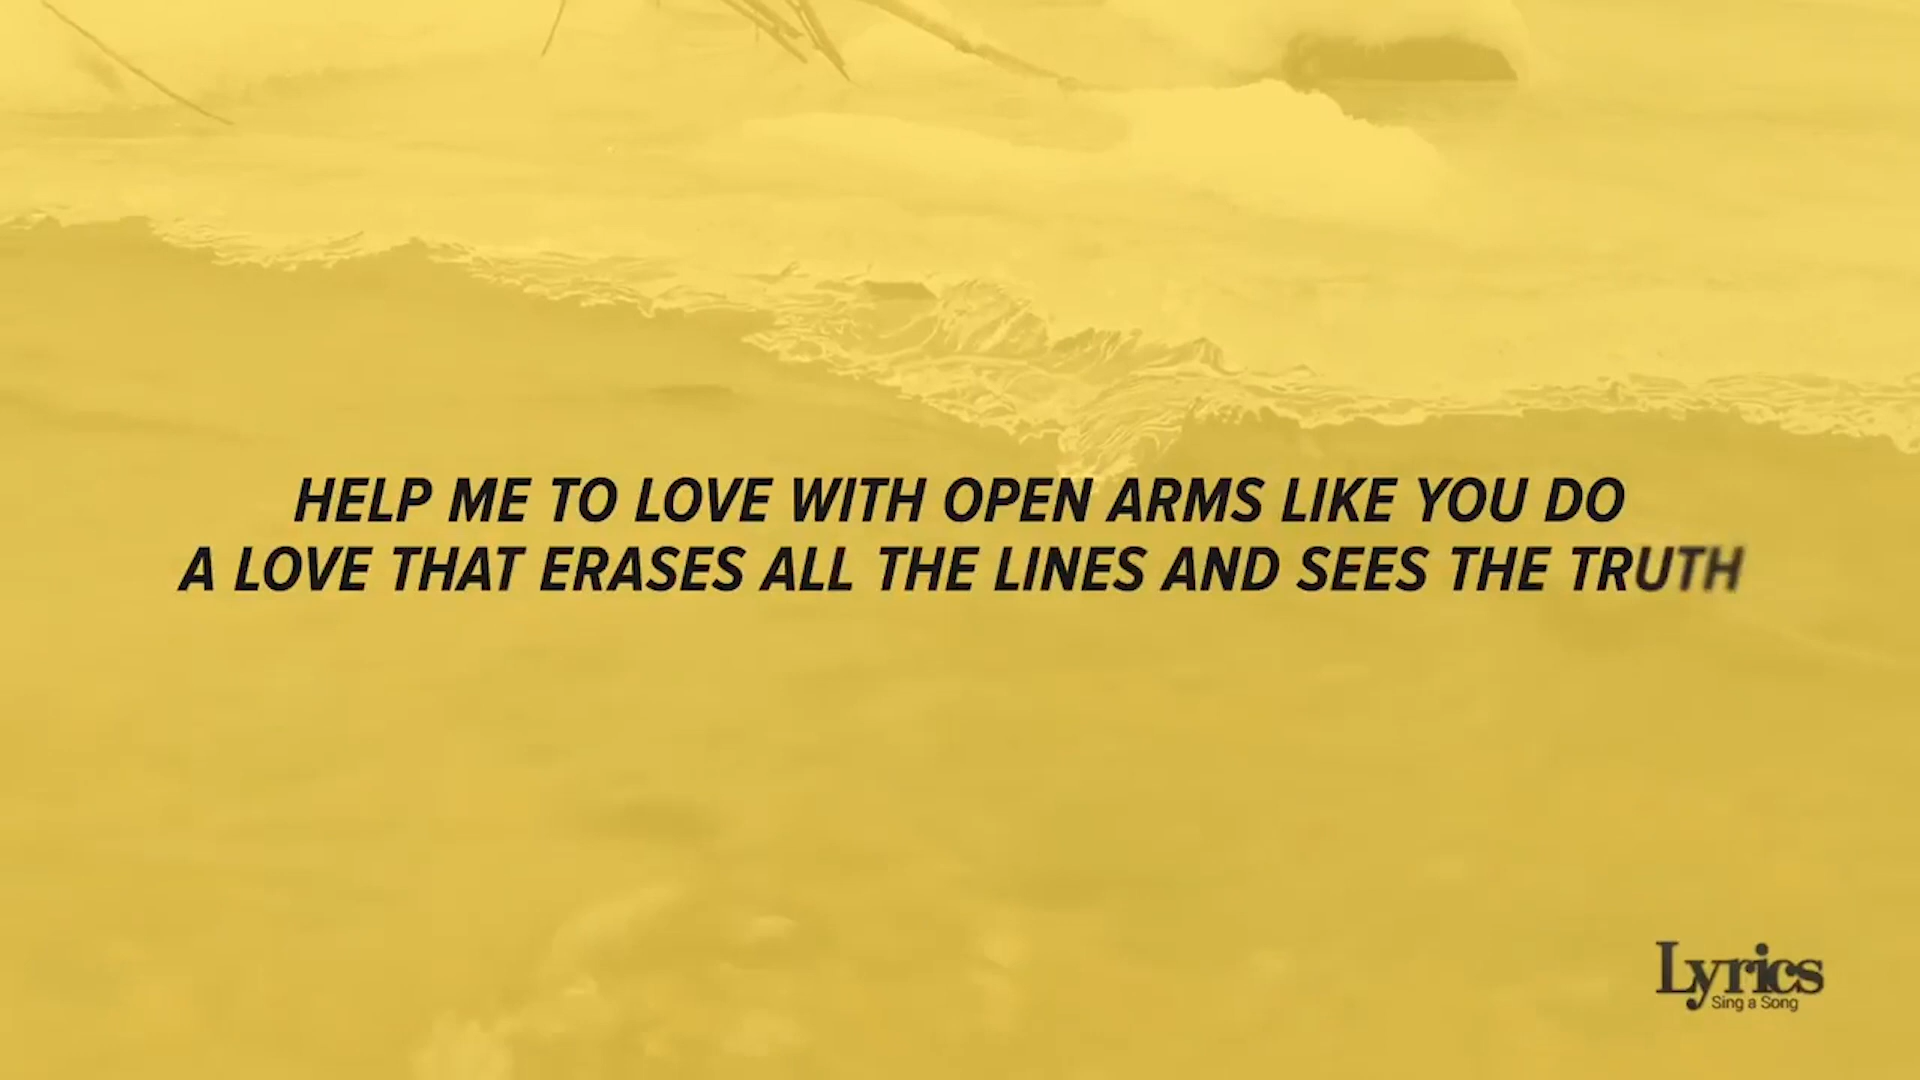 HELP ME TO LOVE WITH OPEN ARMS LIKE YOU DO
A LOVE THAT ERASES ALL THE LINES AND SEES THE TRUTH
Lyrics
Sing a Song